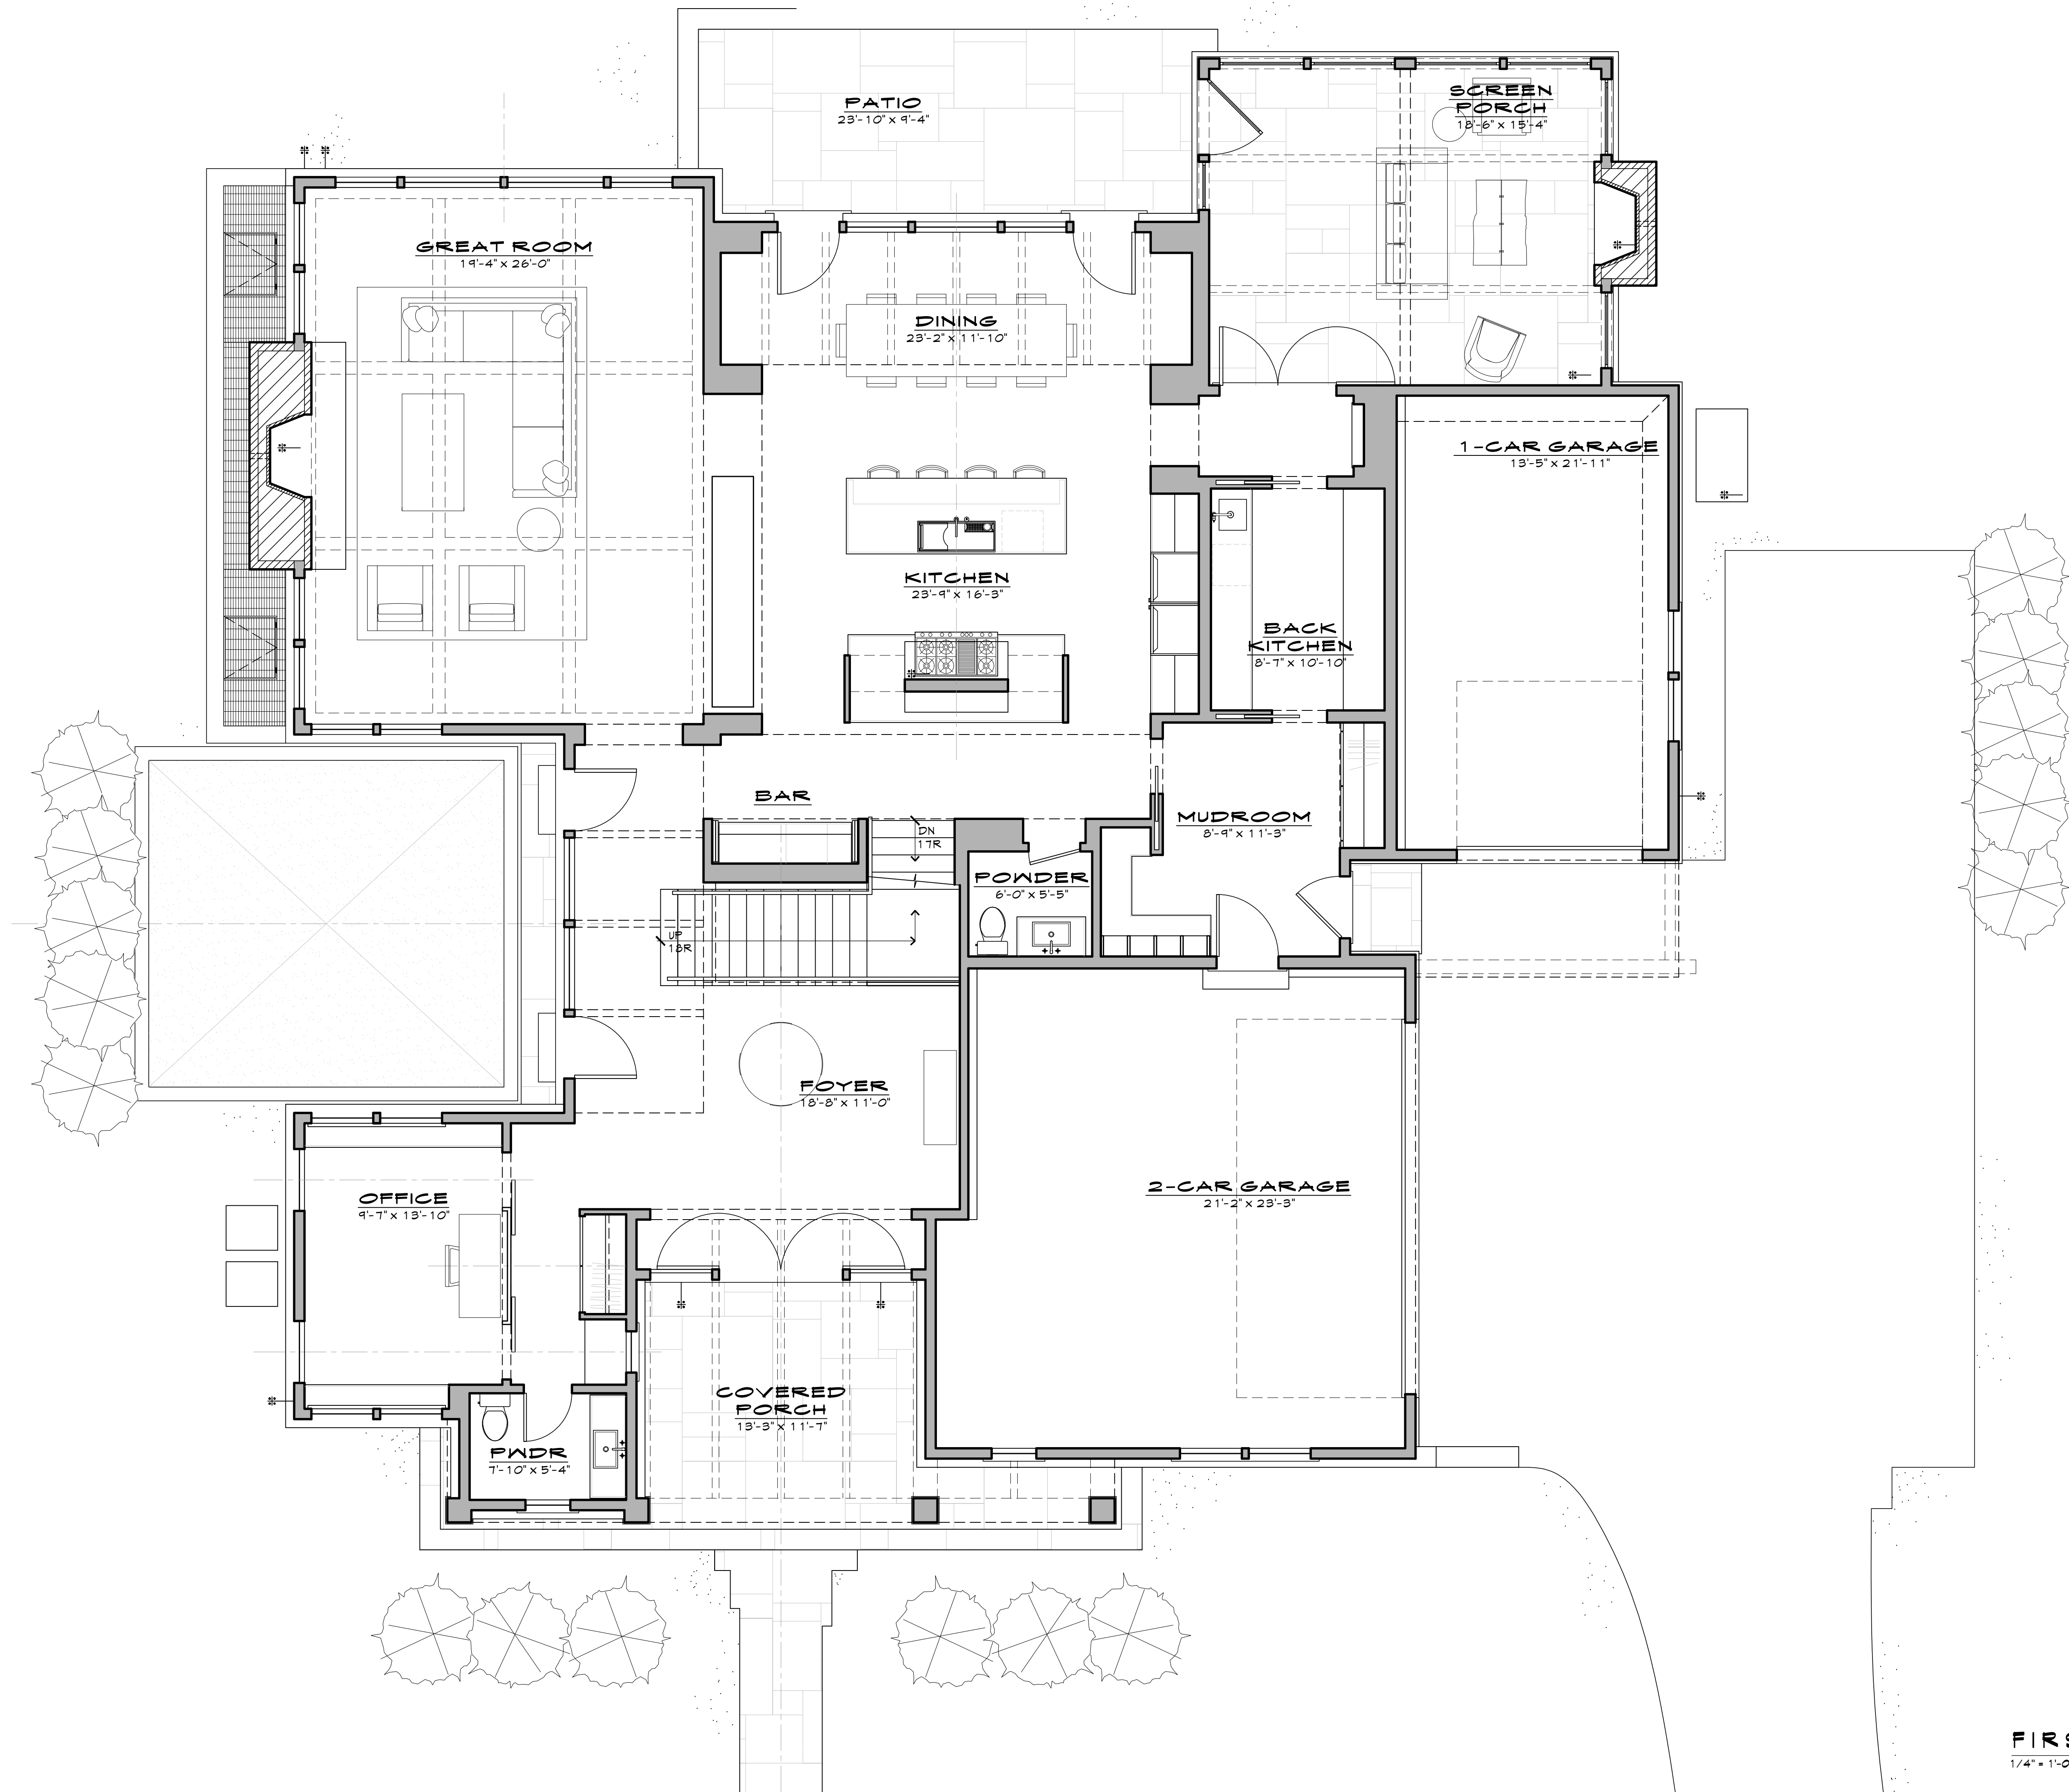 PATIO
23'-10" x 9'-4"
SCREEN
PORCH
18'-6" x 15'-4"
GREAT ROOM
19'-4" x 26'-0"
DINING
23'-2" x 11'-10"
1-CAR GARAGE
13'-5" x 21'-11"
KITCHEN
23'-9" x 16'-3"
BACK
KITCHEN
8'-7" x 10'-10"
BAR
MUDROOM
8'-9" x 11'-3"
DN
17R
POWDER
6'-0" x 5'-5"
UP
18R
FOYER
18'-8" x 11'-0"
OFFICE
9'-7" x 13'-10"
2-CAR GARAGE
21'-2" x 23'-3"
COVERED
PORCH
13'-3" x 11'-7"
PWDR
7'-10" x 5'-4"
FIRS
1/4" = 1'-0